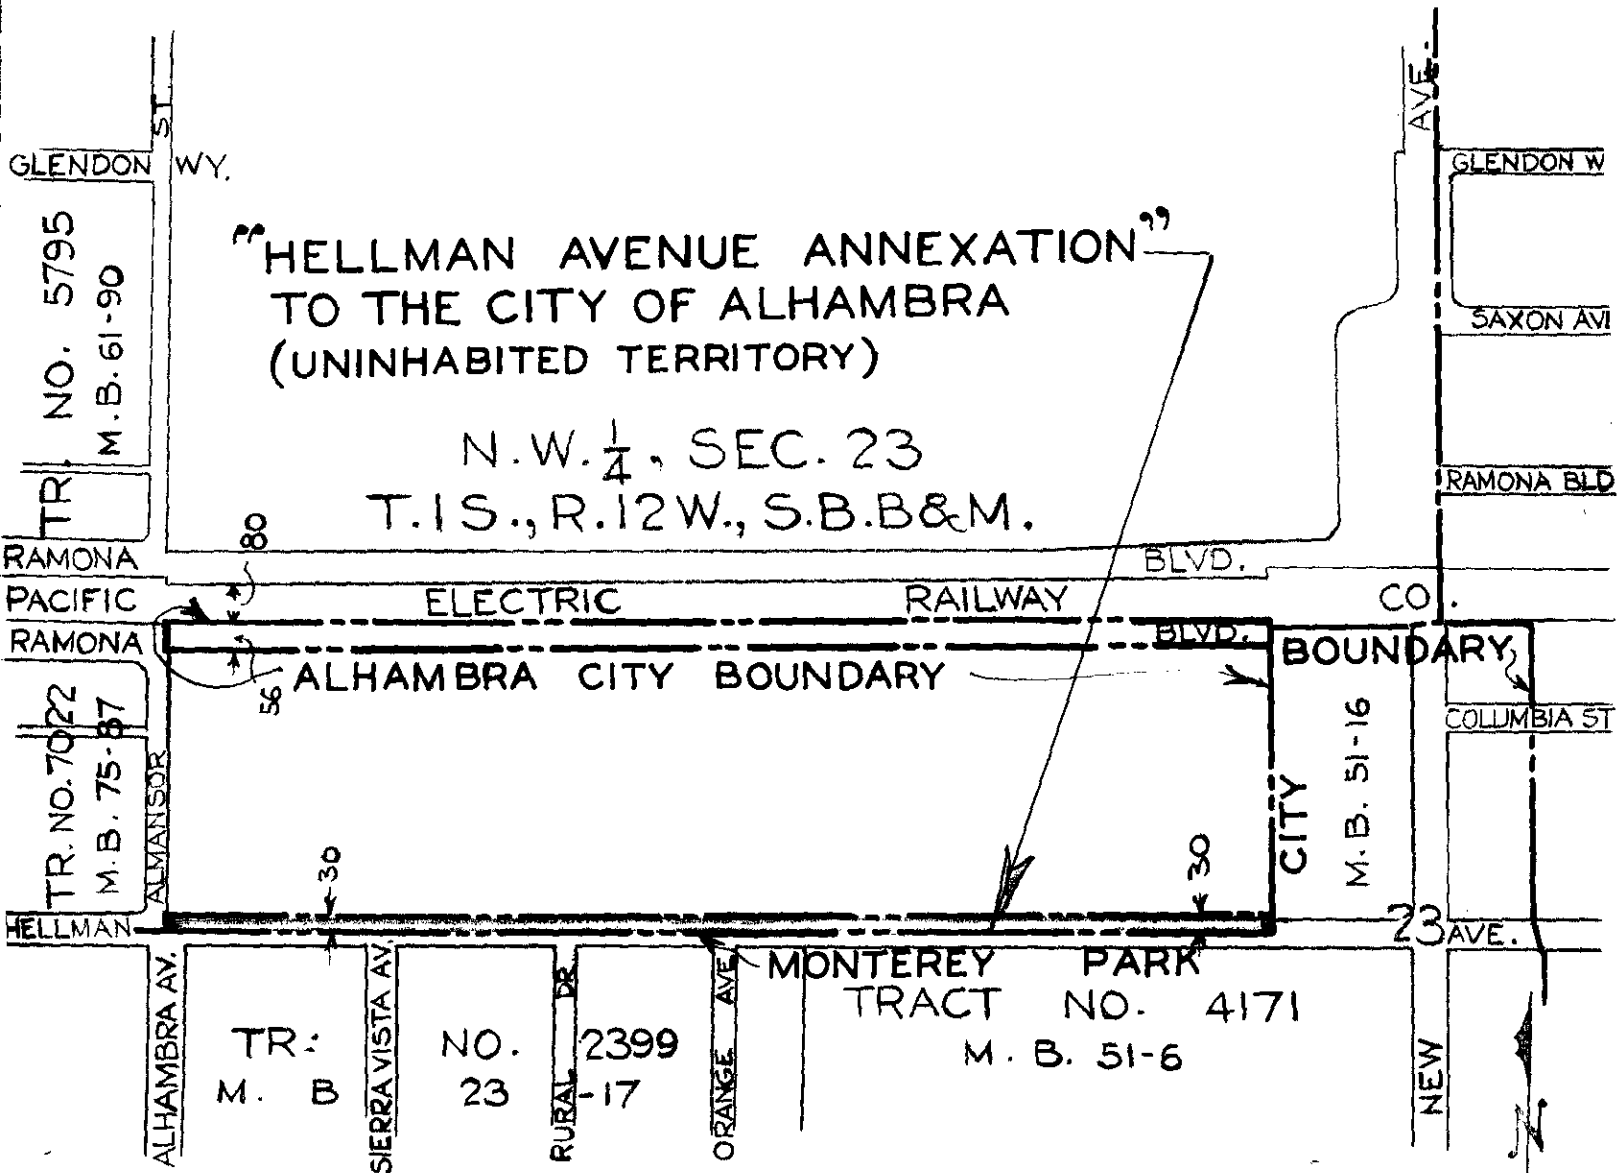 ST.
AVE.
GLENDON WY.
GLENDON W
TR. NO. 5795
M.B. 61-90
"HELLMAN AVENUE ANNEXATION"
TO THE CITY OF ALHAMBRA
(UNINHABITED TERRITORY)
SAXON AVE
N.W. 1/4, SEC. 23
T.1S., R.12W., S.B.B&M.
RAMONA BLD
80
RAMONA BLVD.
PACIFIC ELECTRIC RAILWAY CO.
RAMONA BLVD.
56
ALHAMBRA CITY BOUNDARY
BOUNDARY
CITY
TR. NO. 7022
M.B. 75-87
ALMANSOR
M.B. 51-16
COLUMBIA ST
30
30
HELLMAN
23 AVE.
MONTEREY PARK
TRACT NO. 4171
M. B. 51-6
TR: NO. 2399
M. B 23 -17
ALHAMBRA AV.
SIERRA VISTA AV.
RURAL DR
ORANGE AVE
NEW
N